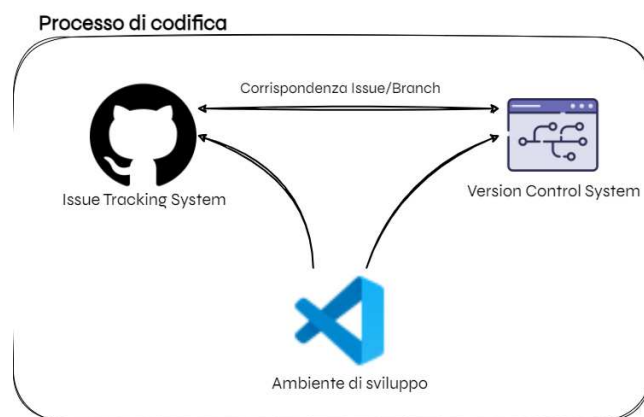 Processo di codifica
Corrispondenza Issue/Branch
Issue Tracking System
Version Control System
Ambiente di sviluppo